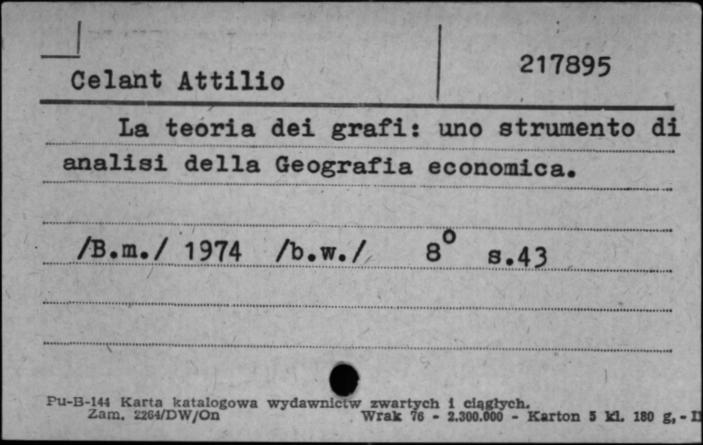 Celant Attilio
217895
La teoria dei grafi: uno strumento di
analisi della Geografia economica.
/B.m./ 1974 /b.w./ 8° s.43
Pu-B-144 Karta katalogowa wydawnictw zwartych i ciągłych.
Zam. 2264/DW/On Wrak 76 - 2.300.000 - Karton 5 kl. 180 g, -